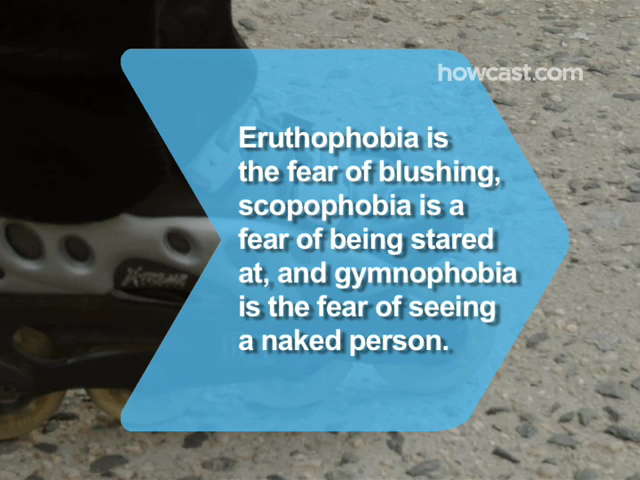 howcast.com
Eruthophobia is
the fear of blushing,
scopophobia is a
fear of being stared
at, and gymnophobia
is the fear of seeing
a naked person.
XTREME